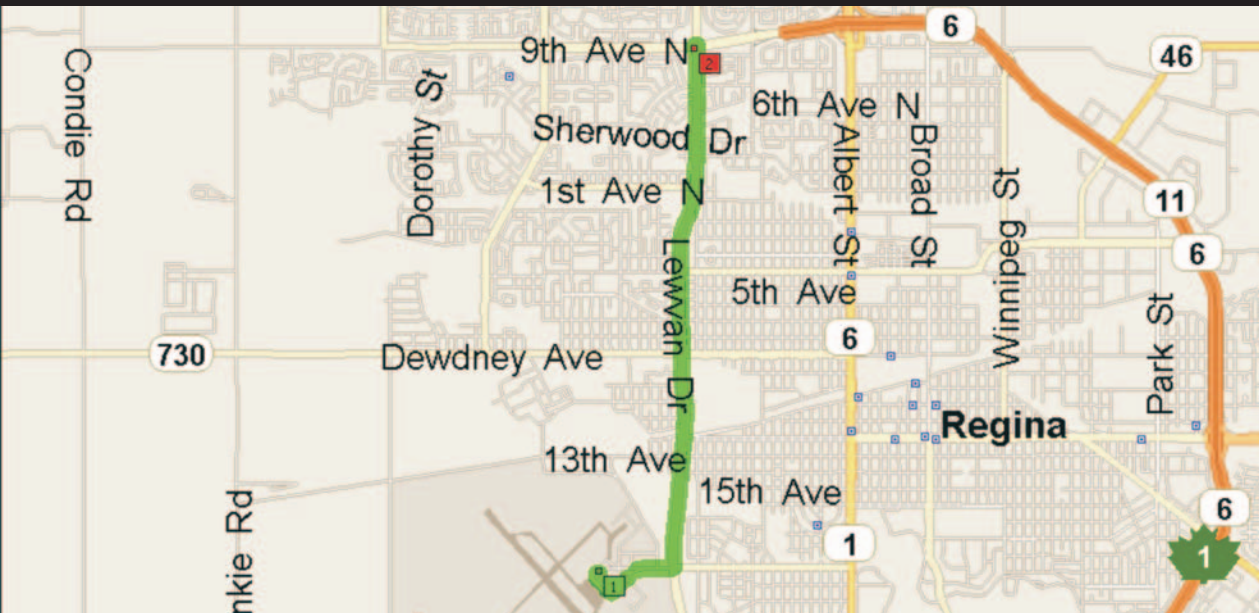 6
9th Ave N
2
46
Condie Rd
Dorothy St
6th Ave N
Sherwood Dr
Albert St
Broad St
1st Ave N
Winnipeg St
11
6
Lewvan Dr
5th Ave
Park St
6
730
Dewdney Ave
Regina
13th Ave
15th Ave
nkie Rd
6
1
1
1